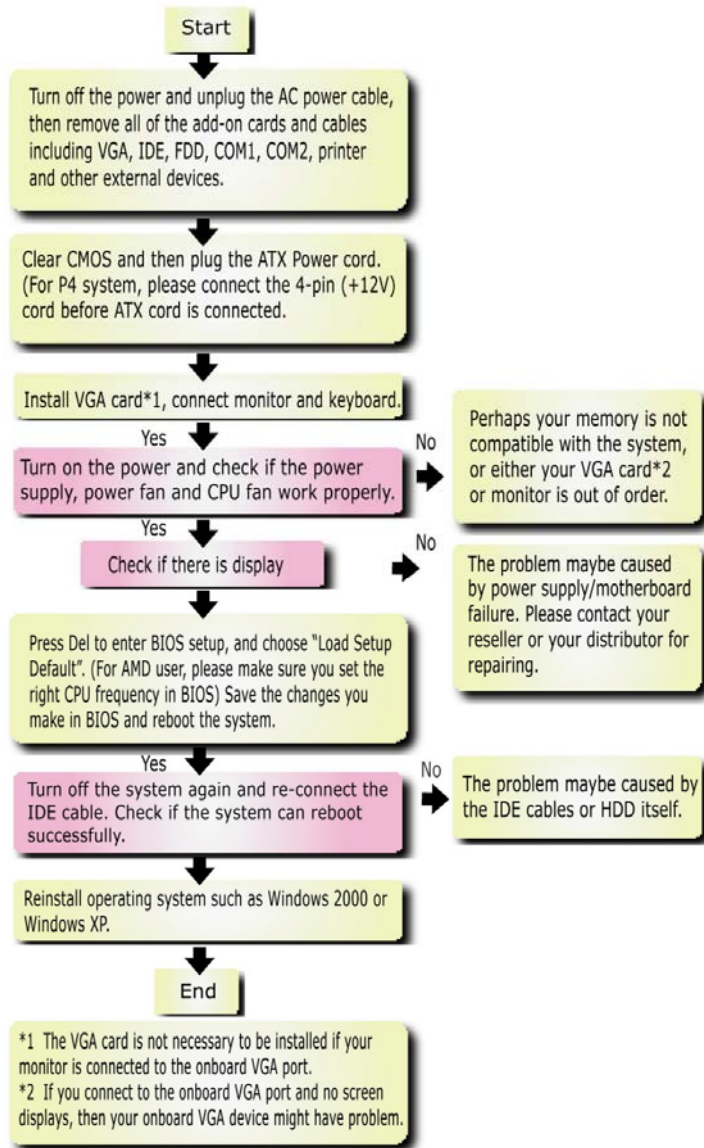 Start
Turn off the power and unplug the AC power cable,
then remove all of the add-on cards and cables
including VGA, IDE, FDD, COM1, COM2, printer
and other external devices.
Clear CMOS and then plug the ATX Power cord.
(For P4 system, please connect the 4-pin (+12V)
cord before ATX cord is connected.
Install VGA card*1, connect monitor and keyboard.
Yes
No
Turn on the power and check if the power
supply, power fan and CPU fan work properly.
Perhaps your memory is not
compatible with the system,
or either your VGA card*2
or monitor is out of order.
Yes
No
Check if there is display
The problem maybe caused
by power supply/motherboard
failure. Please contact your
reseller or your distributor for
repairing.
Press Del to enter BIOS setup, and choose “Load Setup
Default”. (For AMD user, please make sure you set the
right CPU frequency in BIOS) Save the changes you
make in BIOS and reboot the system.
Yes
No
Turn off the system again and re-connect the
IDE cable. Check if the system can reboot
successfully.
The problem maybe caused by
the IDE cables or HDD itself.
Reinstall operating system such as Windows 2000 or
Windows XP.
End
*1 The VGA card is not necessary to be installed if your
monitor is connected to the onboard VGA port.
*2 If you connect to the onboard VGA port and no screen
displays, then your onboard VGA device might have problem.